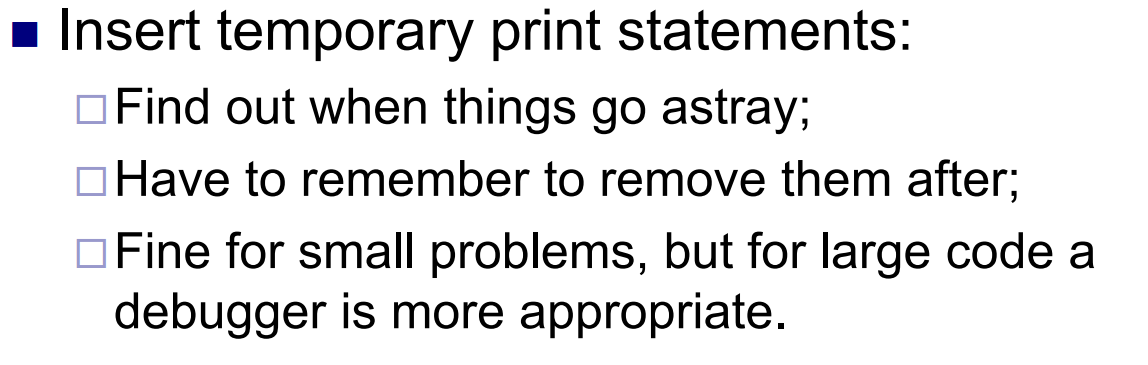 Insert temporary print statements:
Find out when things go astray;
Have to remember to remove them after;
Fine for small problems, but for large code a
debugger is more appropriate.